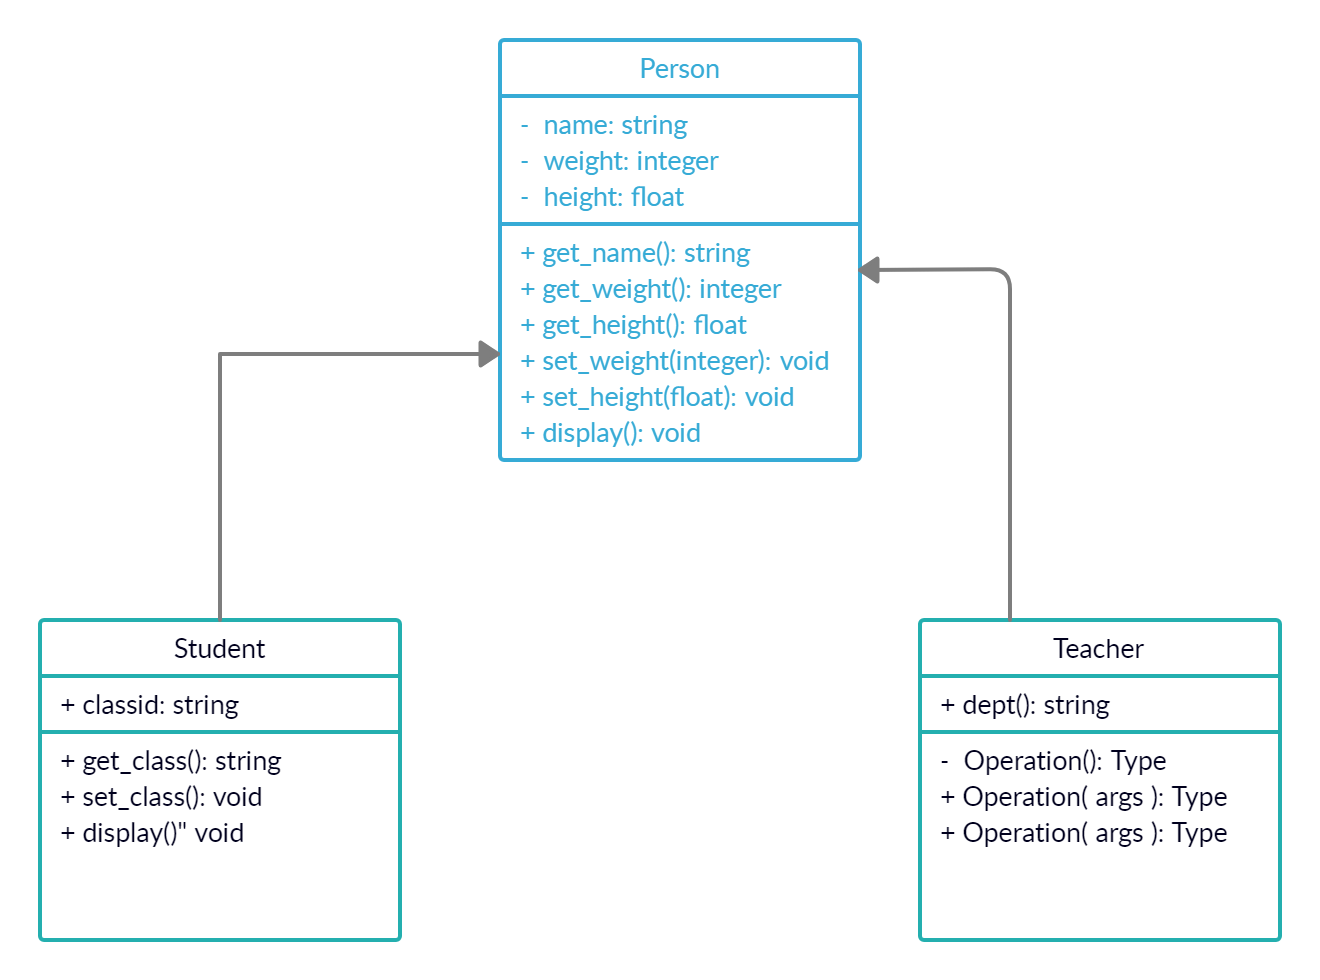 Person
- name: string
- weight: integer
- height: float
+ get_name(): string
+ get_weight(): integer
+ get_height(): float
+ set_weight(integer): void
+ set_height(float): void
+ display(): void
Student
+ classid: string
+ get_class(): string
+ set_class(): void
+ display()" void
Teacher
+ dept(): string
- Operation(): Type
+ Operation( args ): Type
+ Operation( args ): Type